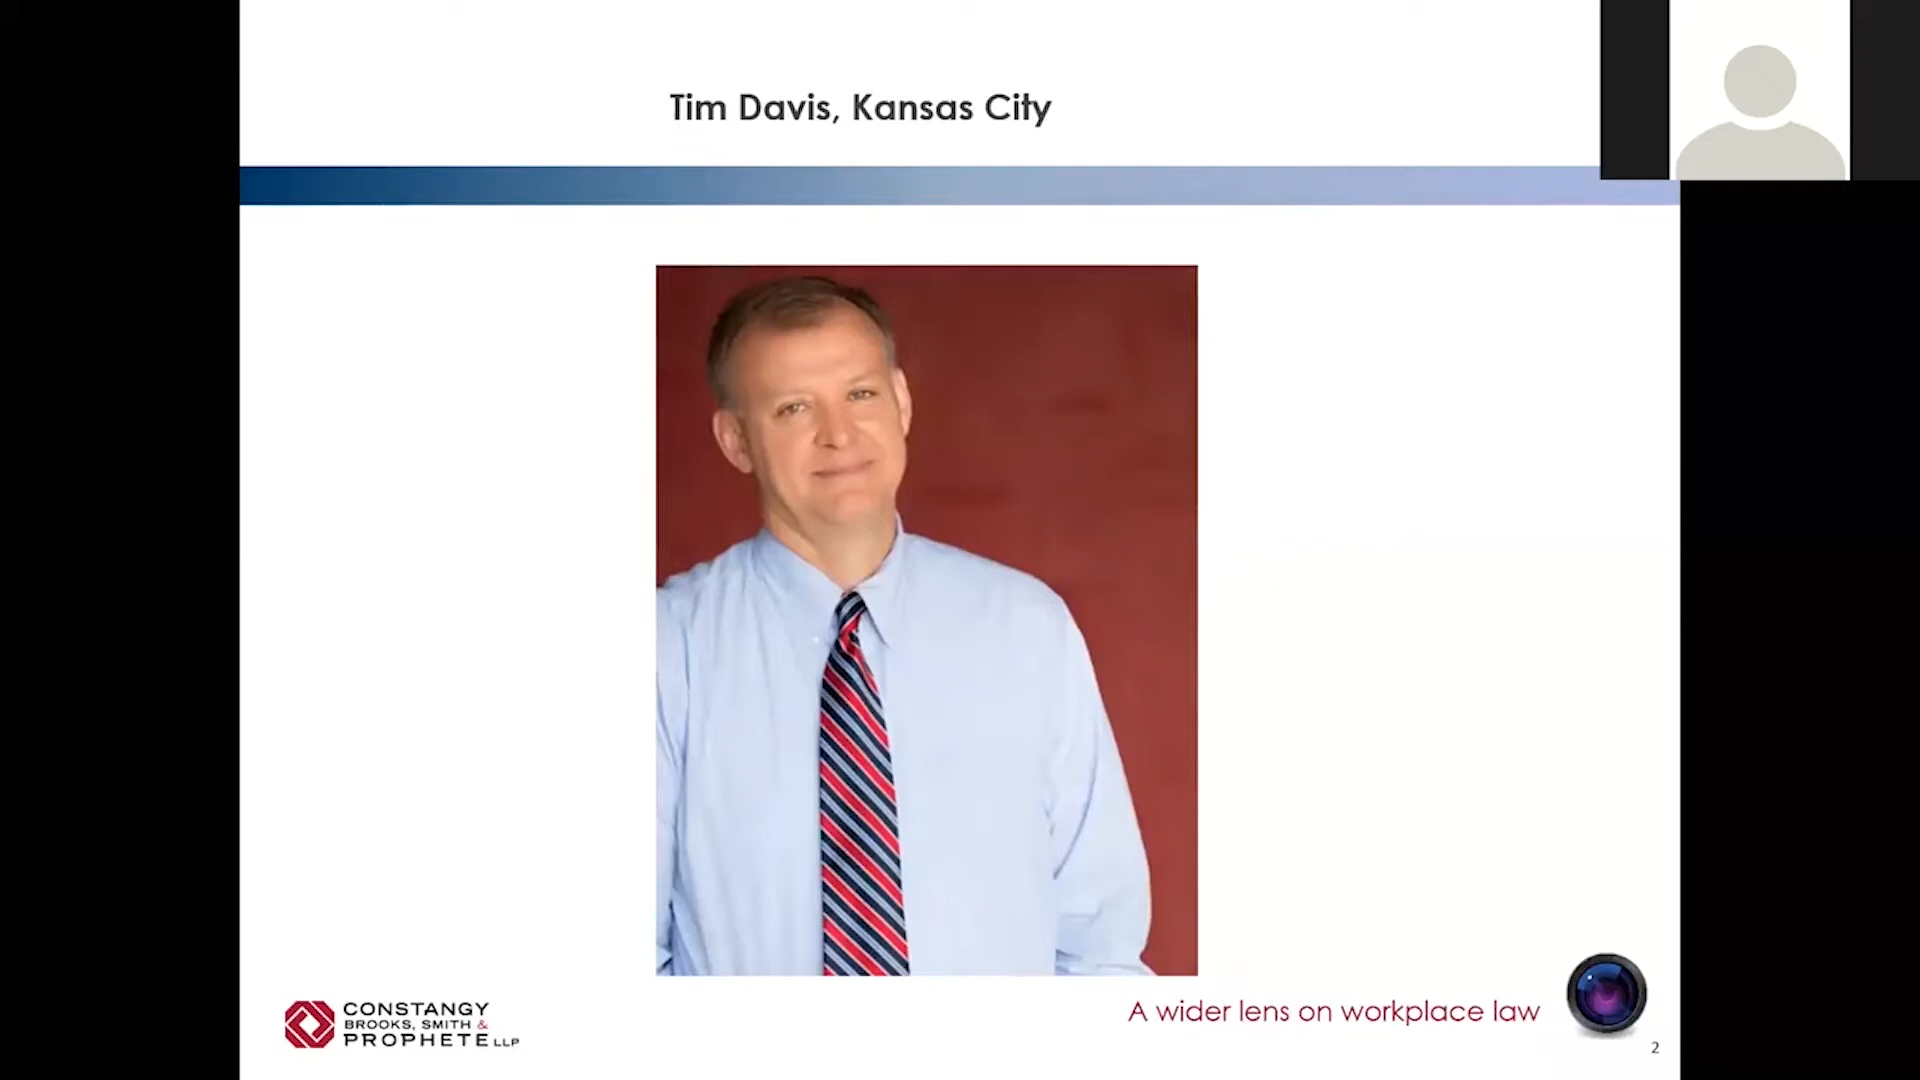 Tim Davis, Kansas City
CONSTANGY
BROOKS, SMITH &
PROPHETE LLP
A wider lens on workplace law
2